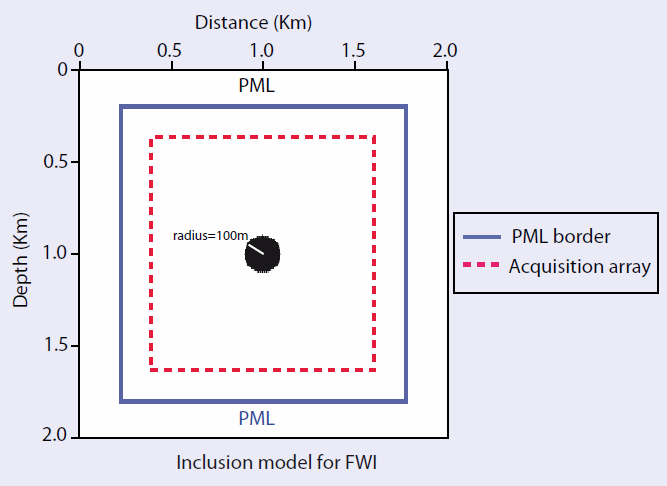 Distance (Km)
0 0.5 1.0 1.5 2.0
0
PML
0.5
radius=100m
1.0
Depth (Km)
1.5
PML
2.0
PML border
Acquisition array
Inclusion model for FWI